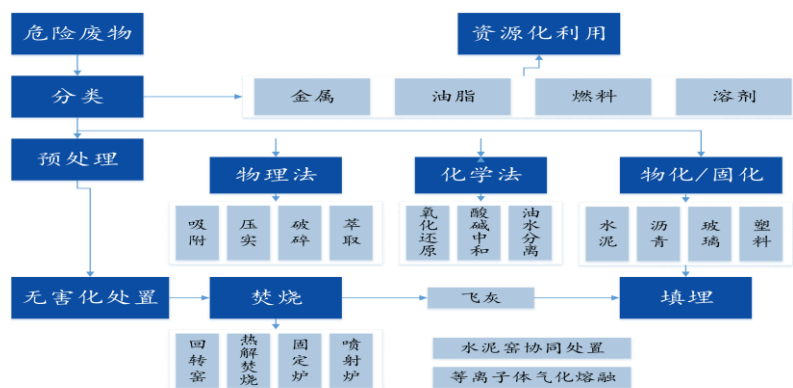 危险废物
资源化利用
分类
金属
油脂
燃料
溶剂
预处理
物理法
化学法
物化/固化
吸附
压实
破碎
萃取
氧化还原
酸碱中和
油水分离
水泥
沥青
玻璃
塑料
无害化处置
焚烧
飞灰
填埋
回转窑
热解焚烧
固定炉
喷射炉
水泥窑协同处置
等离子体气化熔融